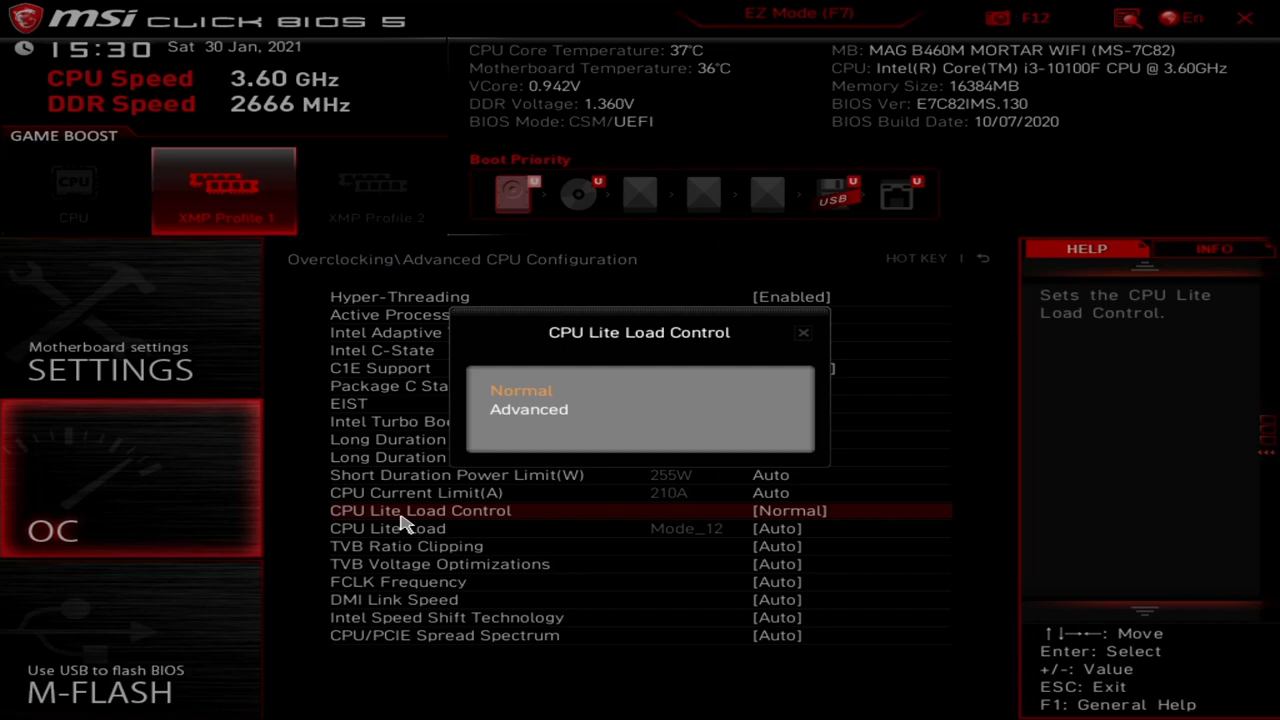 msi CLICK BIOS 5
EZ Mode (F7)
F12
En
15:30 Sat 30 Jan, 2021
CPU Speed 3.60 GHz
DDR Speed 2666 MHz
CPU Core Temperature: 37°C
Motherboard Temperature: 36°C
VCore: 0.942V
DDR Voltage: 1.360V
BIOS Mode: CSM/UEFI
MB: MAG B460M MORTAR WIFI (MS-7C82)
CPU: Intel(R) Core(TM) i3-10100F CPU @ 3.60GHz
Memory Size: 16384MB
BIOS Ver: E7C82IMS.130
BIOS Build Date: 10/07/2020
GAME BOOST
CPU
CPU
XMP Profile 1
XMP Profile 2
Boot Priority
U
U
USB U
U
Motherboard settings
SETTINGS
OC
Use USB to flash BIOS
M-FLASH
Overclocking\Advanced CPU Configuration
HOT KEY
Hyper-Threading [Enabled]
Active Process
Intel Adaptive
Intel C-State
C1E Support ]
Package C Sta
EIST
Intel Turbo Bo
Long Duration
Long Duration
Short Duration Power Limit(W) 255W Auto
CPU Current Limit(A) 210A Auto
CPU Lite Load Control [Normal]
CPU Lite Load Mode_12 [Auto]
TVB Ratio Clipping [Auto]
TVB Voltage Optimizations [Auto]
FCLK Frequency [Auto]
DMI Link Speed [Auto]
Intel Speed Shift Technology [Auto]
CPU/PCIE Spread Spectrum [Auto]
CPU Lite Load Control
Normal
Advanced
HELP
INFO
Sets the CPU Lite
Load Control.
↑↓→←: Move
Enter: Select
+/-: Value
ESC: Exit
F1: General Help